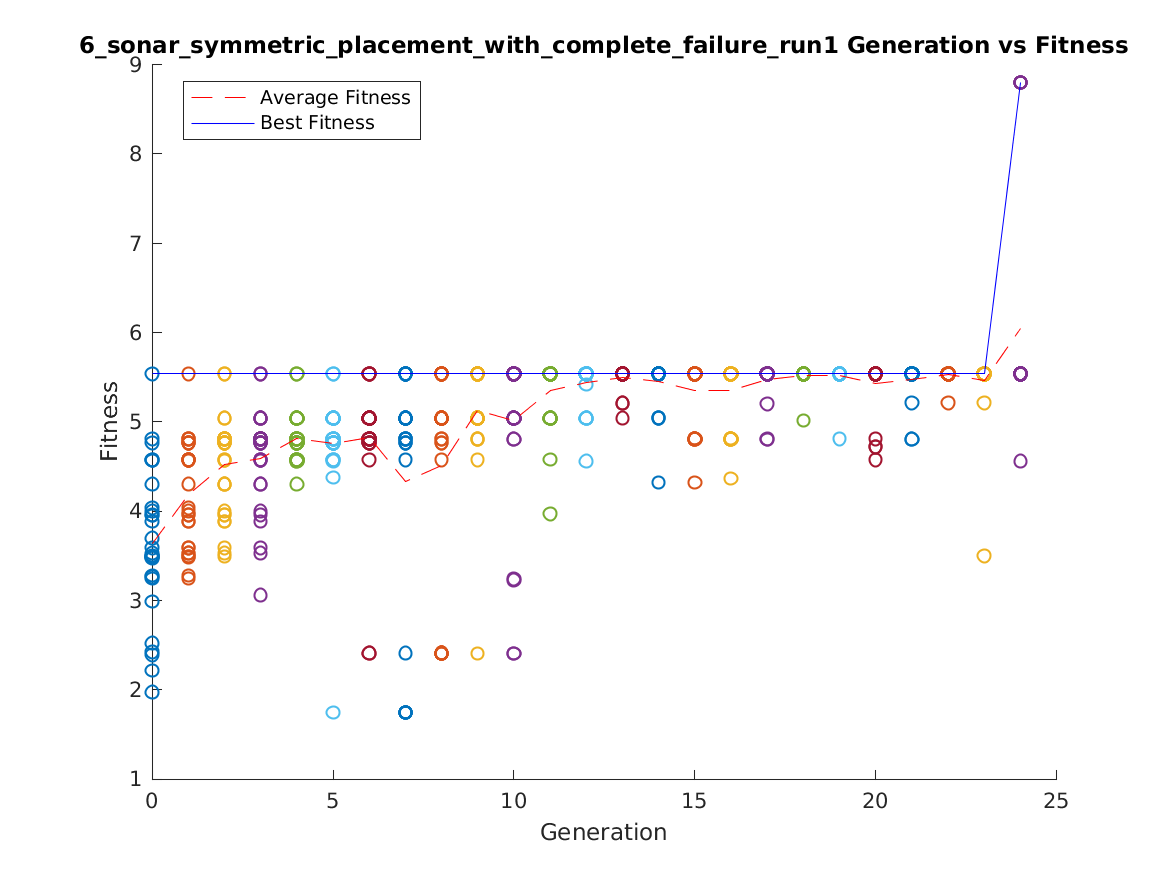 6_sonar_symmetric_placement_with_complete_failure_run1 Generation vs Fitness
9
8
7
6
5
4
3
2
1
Average Fitness
Best Fitness
Fitness
0 5 10 15 20 25
Generation